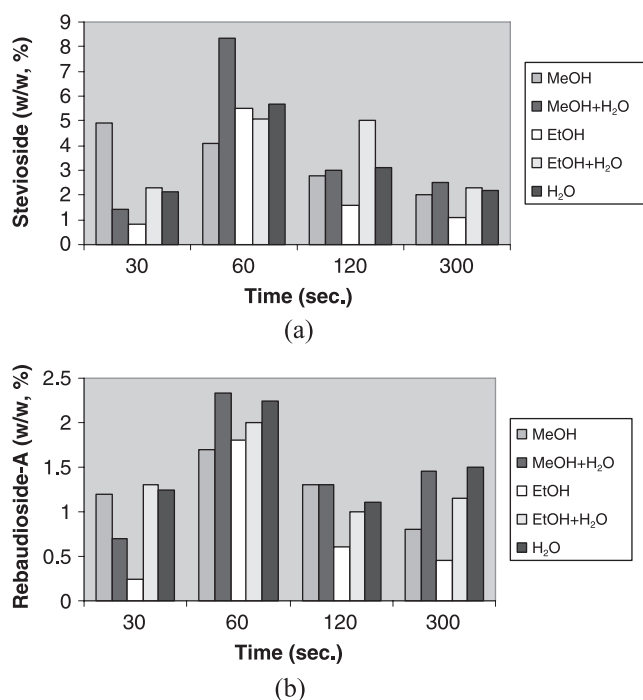 9
8
7
6
5
4
3
2
1
0
Stevioside (w/w, %)
30 60 120 300
Time (sec.)
MeOH
MeOH+H₂O
EtOH
EtOH+H₂O
H₂O
(a)
2.5
2
1.5
1
0.5
0
Rebaudioside-A (w/w, %)
30 60 120 300
Time (sec.)
MeOH
MeOH+H₂O
EtOH
EtOH+H₂O
H₂O
(b)